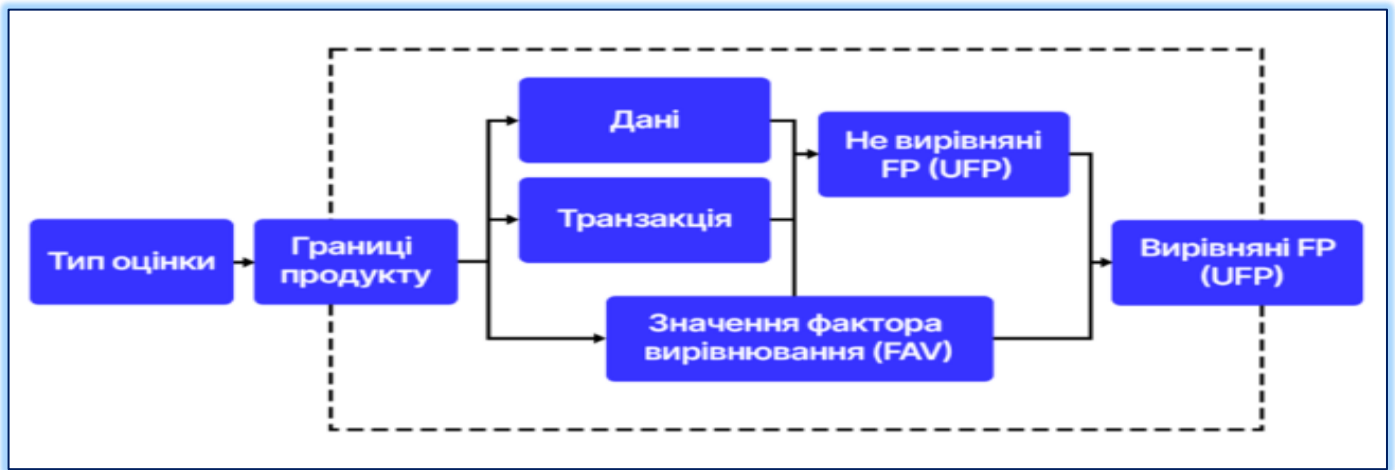 Дані
Не вирівняні
FP (UFP)
Транзакція
Тип оцінки
Границі
продукту
Вирівняні FP
(UFP)
Значення фактора
вирівнювання (FAV)